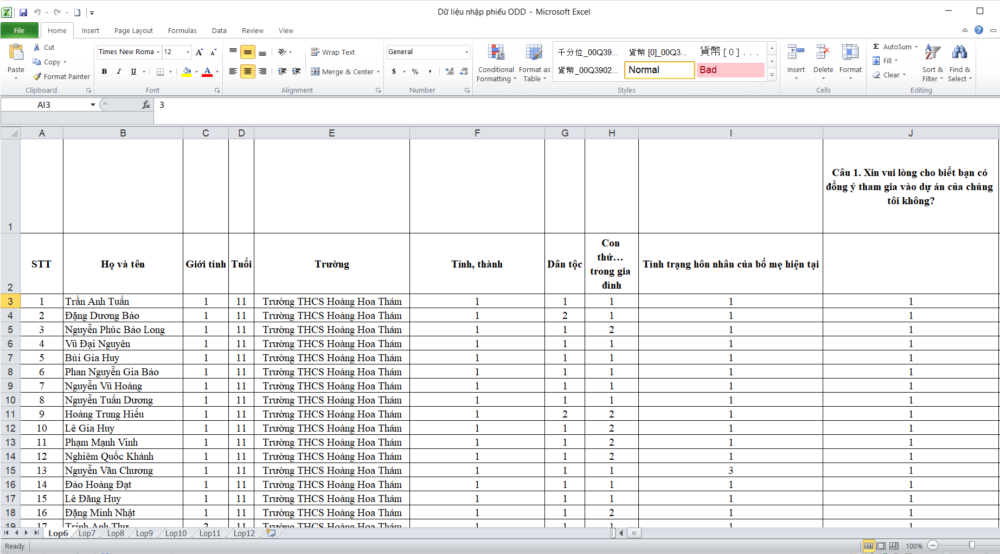 Dữ liệu nhập phiếu ODD - Microsoft Excel
File Home Insert Page Layout Formulas Data Review View
Paste Cut Copy Format Painter Clipboard
Times New Roma 12 B I U A Font
Wrap Text Merge & Center Alignment
General $ % , Number
Conditional Formatting Format as Table
千分位_00Q39... 貨幣 [0]_00Q3... 貨幣 [0]...
貨幣_00Q3902... Normal Bad
Styles
Insert Delete Format Cells
Σ AutoSum Fill Clear Sort & Filter Find & Select Editing
AI3 fx 3
A B C D E F G H I J
1 Câu 1. Xin vui lòng cho biết bạn có
đồng ý tham gia vào dự án của chúng
tôi không?
2 STT Họ và tên Giới tính Tuổi Trường Tỉnh, thành Dân tộc Con thứ... trong gia đình Tình trạng hôn nhân của bố mẹ hiện tại
3 1 Trần Anh Tuấn 1 11 Trường THCS Hoàng Hoa Thám 1 1 1 1 1
4 2 Đặng Dương Bảo 1 11 Trường THCS Hoàng Hoa Thám 1 2 1 1 1
5 3 Nguyễn Phúc Bảo Long 1 11 Trường THCS Hoàng Hoa Thám 1 1 2 1 1
6 4 Vũ Đại Nguyên 1 11 Trường THCS Hoàng Hoa Thám 1 1 1 1 1
7 5 Bùi Gia Huy 1 11 Trường THCS Hoàng Hoa Thám 1 1 1 1 1
8 6 Phan Nguyễn Gia Bảo 1 11 Trường THCS Hoàng Hoa Thám 1 1 1 1 1
9 7 Nguyễn Vũ Hoàng 1 11 Trường THCS Hoàng Hoa Thám 1 1 1 1 1
10 8 Nguyễn Tuấn Dương 1 11 Trường THCS Hoàng Hoa Thám 1 1 1 1 1
11 9 Hoàng Trung Hiếu 1 11 Trường THCS Hoàng Hoa Thám 1 2 2 1 1
12 10 Lê Gia Huy 1 11 Trường THCS Hoàng Hoa Thám 1 1 2 1 1
13 11 Phạm Mạnh Vinh 1 11 Trường THCS Hoàng Hoa Thám 1 1 2 1 1
14 12 Nghiêm Quốc Khánh 1 11 Trường THCS Hoàng Hoa Thám 1 1 2 1 1
15 13 Nguyễn Văn Chương 1 11 Trường THCS Hoàng Hoa Thám 1 1 1 3 1
16 14 Đào Hoàng Đạt 1 11 Trường THCS Hoàng Hoa Thám 1 1 1 1 1
17 15 Lê Đăng Huy 1 11 Trường THCS Hoàng Hoa Thám 1 1 1 1 1
18 16 Đặng Minh Nhật 1 11 Trường THCS Hoàng Hoa Thám 1 1 2 1 1
19 17 Trịnh Anh Thư 2 11 Trường THCS Hoàng Hoa Thám 1 1 1 1 1
Lop6 Lop7 Lop8 Lop9 Lop10 Lop11 Lop12
Ready 100%